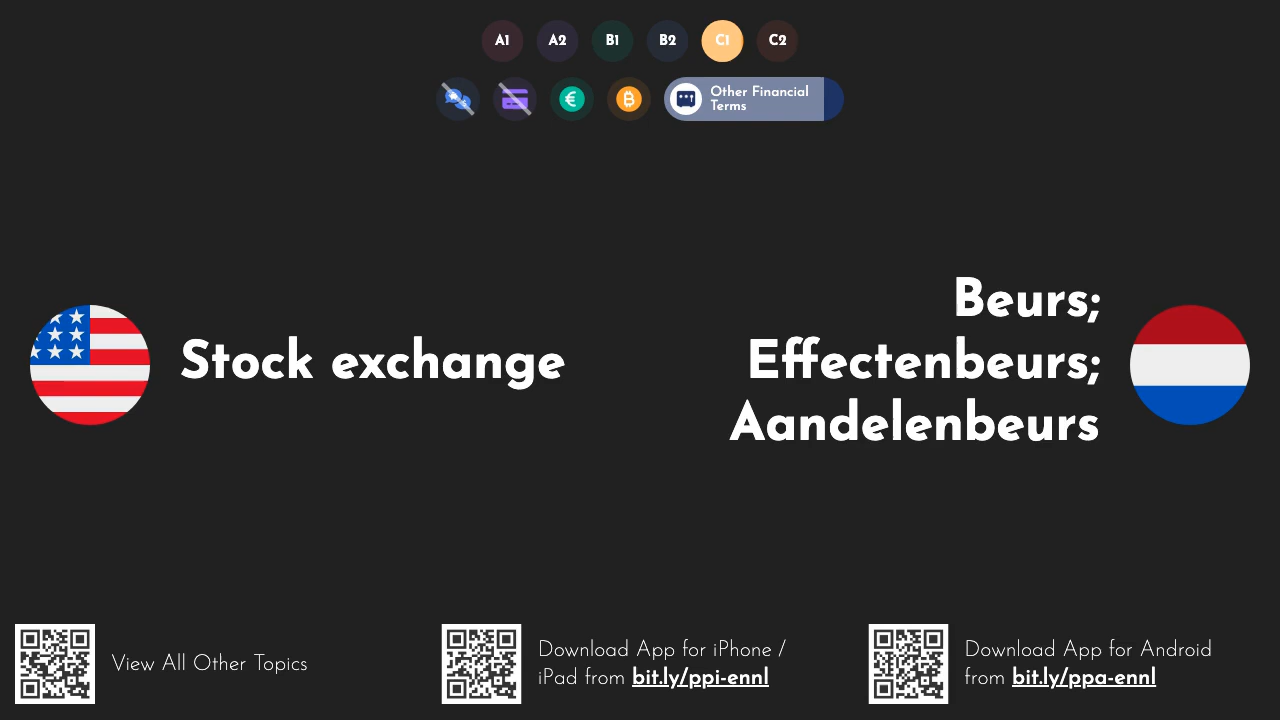 A1 A2 B1 B2 C1 C2
Other Financial
Terms
Stock exchange
Beurs;
Effectenbeurs;
Aandelenbeurs
View All Other Topics
Download App for iPhone /
iPad from bit.ly/ppi-ennl
Download App for Android
from bit.ly/ppa-ennl